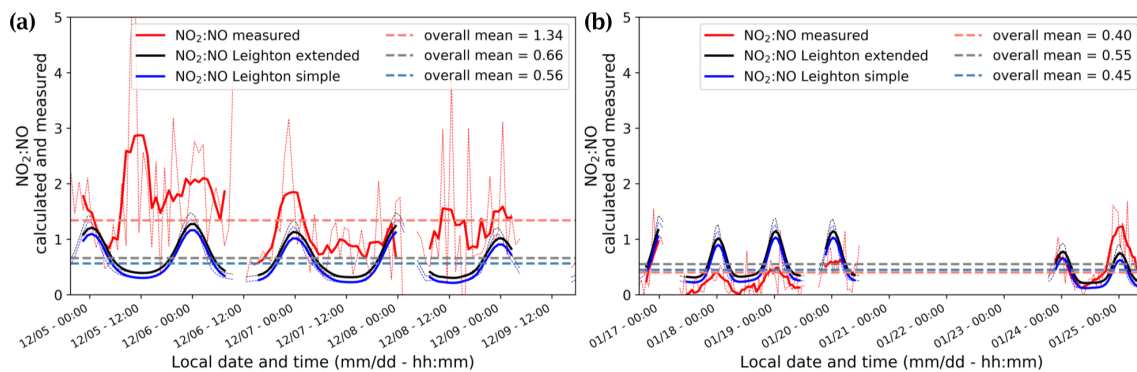 (a)
NO₂:NO
calculated and measured
5
4
3
2
1
0
NO₂:NO measured
NO₂:NO Leighton extended
NO₂:NO Leighton simple
overall mean = 1.34
overall mean = 0.66
overall mean = 0.56
12/05 - 00:00
12/05 - 12:00
12/06 - 00:00
12/06 - 12:00
12/07 - 00:00
12/07 - 12:00
12/08 - 00:00
12/08 - 12:00
12/09 - 00:00
12/09 - 12:00
Local date and time (mm/dd - hh:mm)
(b)
NO₂:NO
calculated and measured
5
4
3
2
1
0
NO₂:NO measured
NO₂:NO Leighton extended
NO₂:NO Leighton simple
overall mean = 0.40
overall mean = 0.55
overall mean = 0.45
01/17 - 00:00
01/18 - 00:00
01/19 - 00:00
01/20 - 00:00
01/21 - 00:00
01/22 - 00:00
01/23 - 00:00
01/24 - 00:00
01/25 - 00:00
Local date and time (mm/dd - hh:mm)